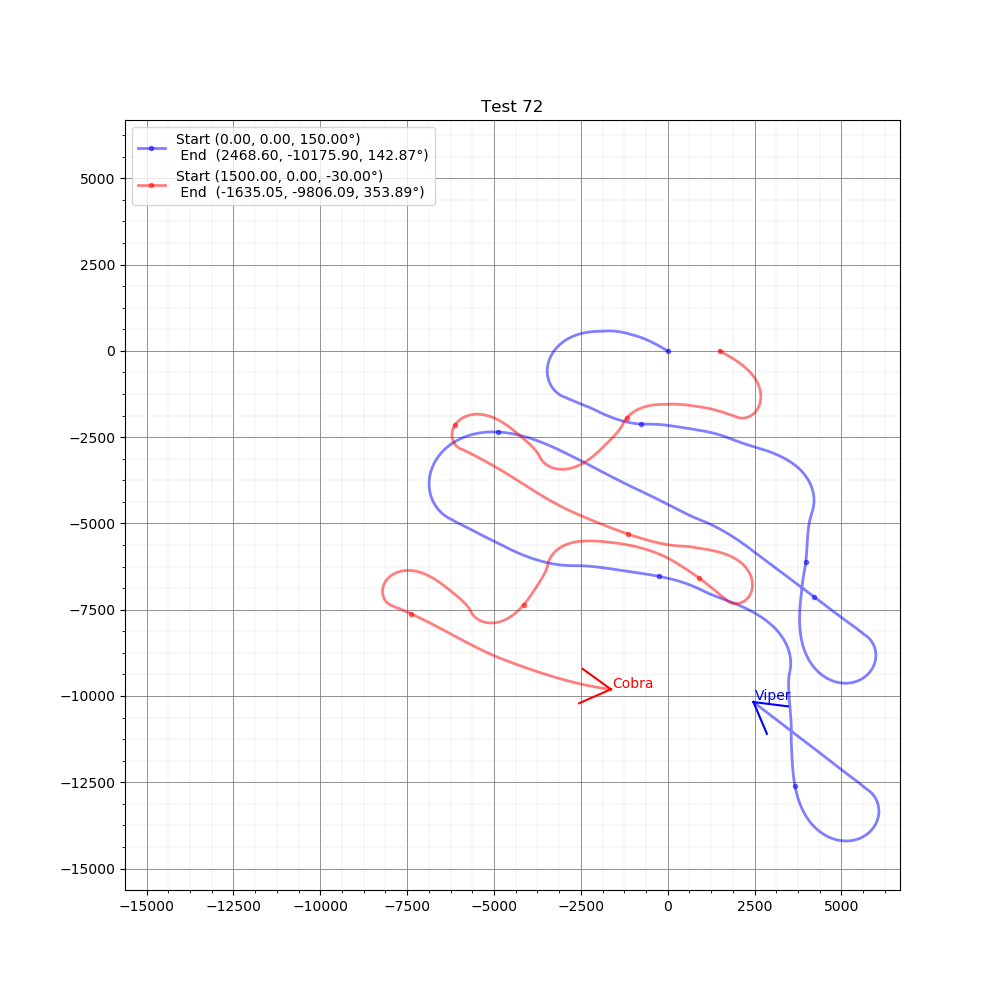 Test 72
Start (0.00, 0.00, 150.00°)
End (2468.60, -10175.90, 142.87°)
Start (1500.00, 0.00, -30.00°)
End (-1635.05, -9806.09, 353.89°)
5000
2500
0
−2500
−5000
−7500
−10000
−12500
−15000
Cobra
Viper
−15000 −12500 −10000 −7500 −5000 −2500 0 2500 5000